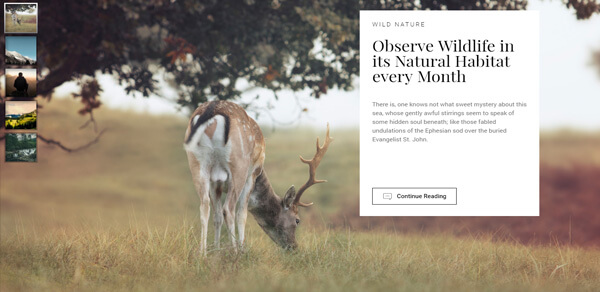 WILD NATURE
Observe Wildlife in
its Natural Habitat
every Month
There is, one knows not what sweet mystery about this
sea, whose gently awful stirrings seem to speak of
some hidden soul beneath; like those fabled
undulations of the Ephesian sod over the buried
Evangelist St. John.
Continue Reading